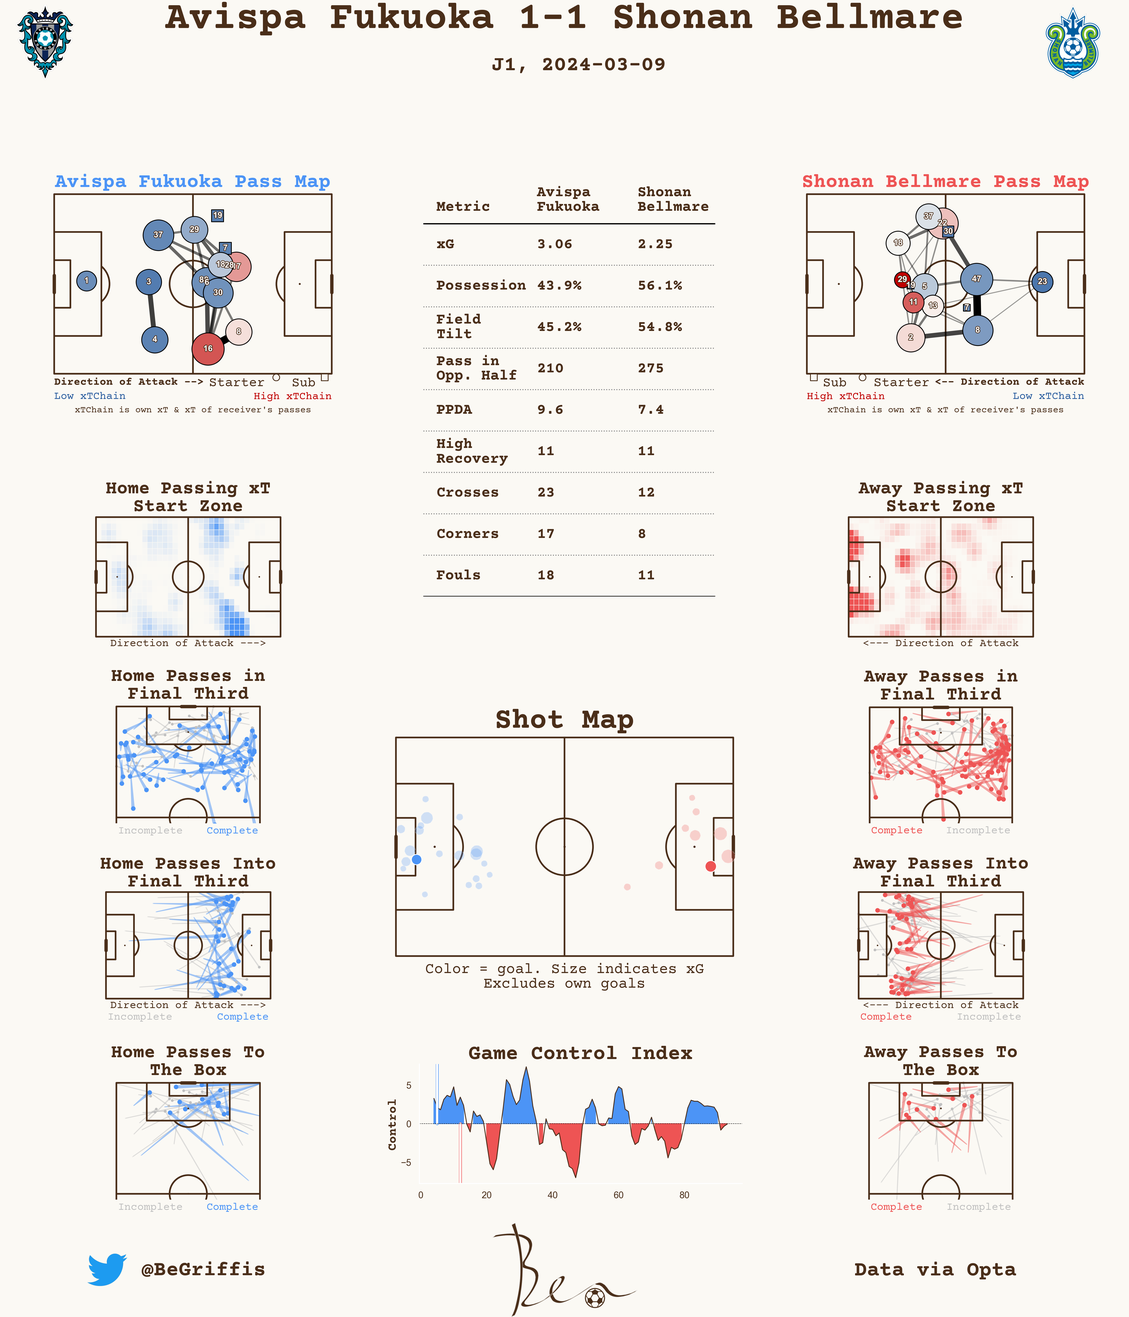 Avispa Fukuoka 1-1 Shonan Bellmare
J1, 2024-03-09
Avispa Fukuoka Pass Map
19
37
29
7
18
17
1
3
30
8
4
16
Direction of Attack --> Starter Sub
Low xTChain High xTChain
xTChain is own xT & xT of receiver's passes
Metric Avispa Fukuoka Shonan Bellmare
xG 3.06 2.25
Possession 43.9% 56.1%
Field Tilt 45.2% 54.8%
Pass in Opp. Half 210 275
PPDA 9.6 7.4
High Recovery 11 11
Crosses 23 12
Corners 17 8
Fouls 18 11
Shonan Bellmare Pass Map
37
30
18
29
47
23
5
11
13
7
2
8
Sub Starter <-- Direction of Attack
High xTChain Low xTChain
xTChain is own xT & xT of receiver's passes
Home Passing xT
Start Zone
Direction of Attack --->
Away Passing xT
Start Zone
<--- Direction of Attack
Home Passes in
Final Third
Incomplete Complete
Shot Map
Color = goal. Size indicates xG
Excludes own goals
Away Passes in
Final Third
Complete Incomplete
Home Passes Into
Final Third
Direction of Attack --->
Incomplete Complete
Away Passes Into
Final Third
<--- Direction of Attack
Complete Incomplete
Home Passes To
The Box
Incomplete Complete
Game Control Index
Control
5
0
−5
0 20 40 60 80
Away Passes To
The Box
Complete Incomplete
@BeGriffis
Bea
Data via Opta